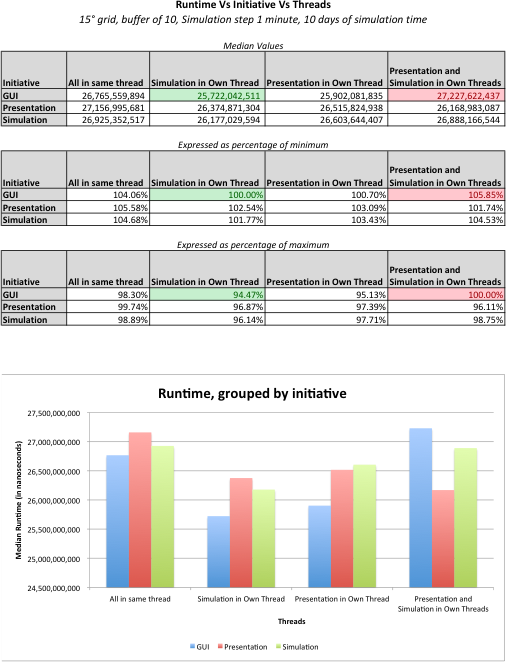 Runtime Vs Initiative Vs Threads
15° grid, buffer of 10, Simulation step 1 minute, 10 days of simulation time
Median Values
Initiative All in same thread Simulation in Own Thread Presentation in Own Thread Presentation and Simulation in Own Threads
GUI 26,765,559,894 25,722,042,511 25,902,081,835 27,227,622,437
Presentation 27,156,995,681 26,374,871,304 26,515,824,938 26,168,983,087
Simulation 26,925,352,517 26,177,029,594 26,603,644,407 26,888,166,544
Expressed as percentage of minimum
Initiative All in same thread Simulation in Own Thread Presentation in Own Thread Presentation and Simulation in Own Threads
GUI 104.06% 100.00% 100.70% 105.85%
Presentation 105.58% 102.54% 103.09% 101.74%
Simulation 104.68% 101.77% 103.43% 104.53%
Expressed as percentage of maximum
Initiative All in same thread Simulation in Own Thread Presentation in Own Thread Presentation and Simulation in Own Threads
GUI 98.30% 94.47% 95.13% 100.00%
Presentation 99.74% 96.87% 97.39% 96.11%
Simulation 98.89% 96.14% 97.71% 98.75%
Runtime, grouped by initiative
Median Runtime (in nanoseconds)
27,500,000,000
27,000,000,000
26,500,000,000
26,000,000,000
25,500,000,000
25,000,000,000
24,500,000,000
All in same thread Simulation in Own Thread Presentation in Own Thread Presentation and
Simulation in Own Threads
Threads
GUI Presentation Simulation